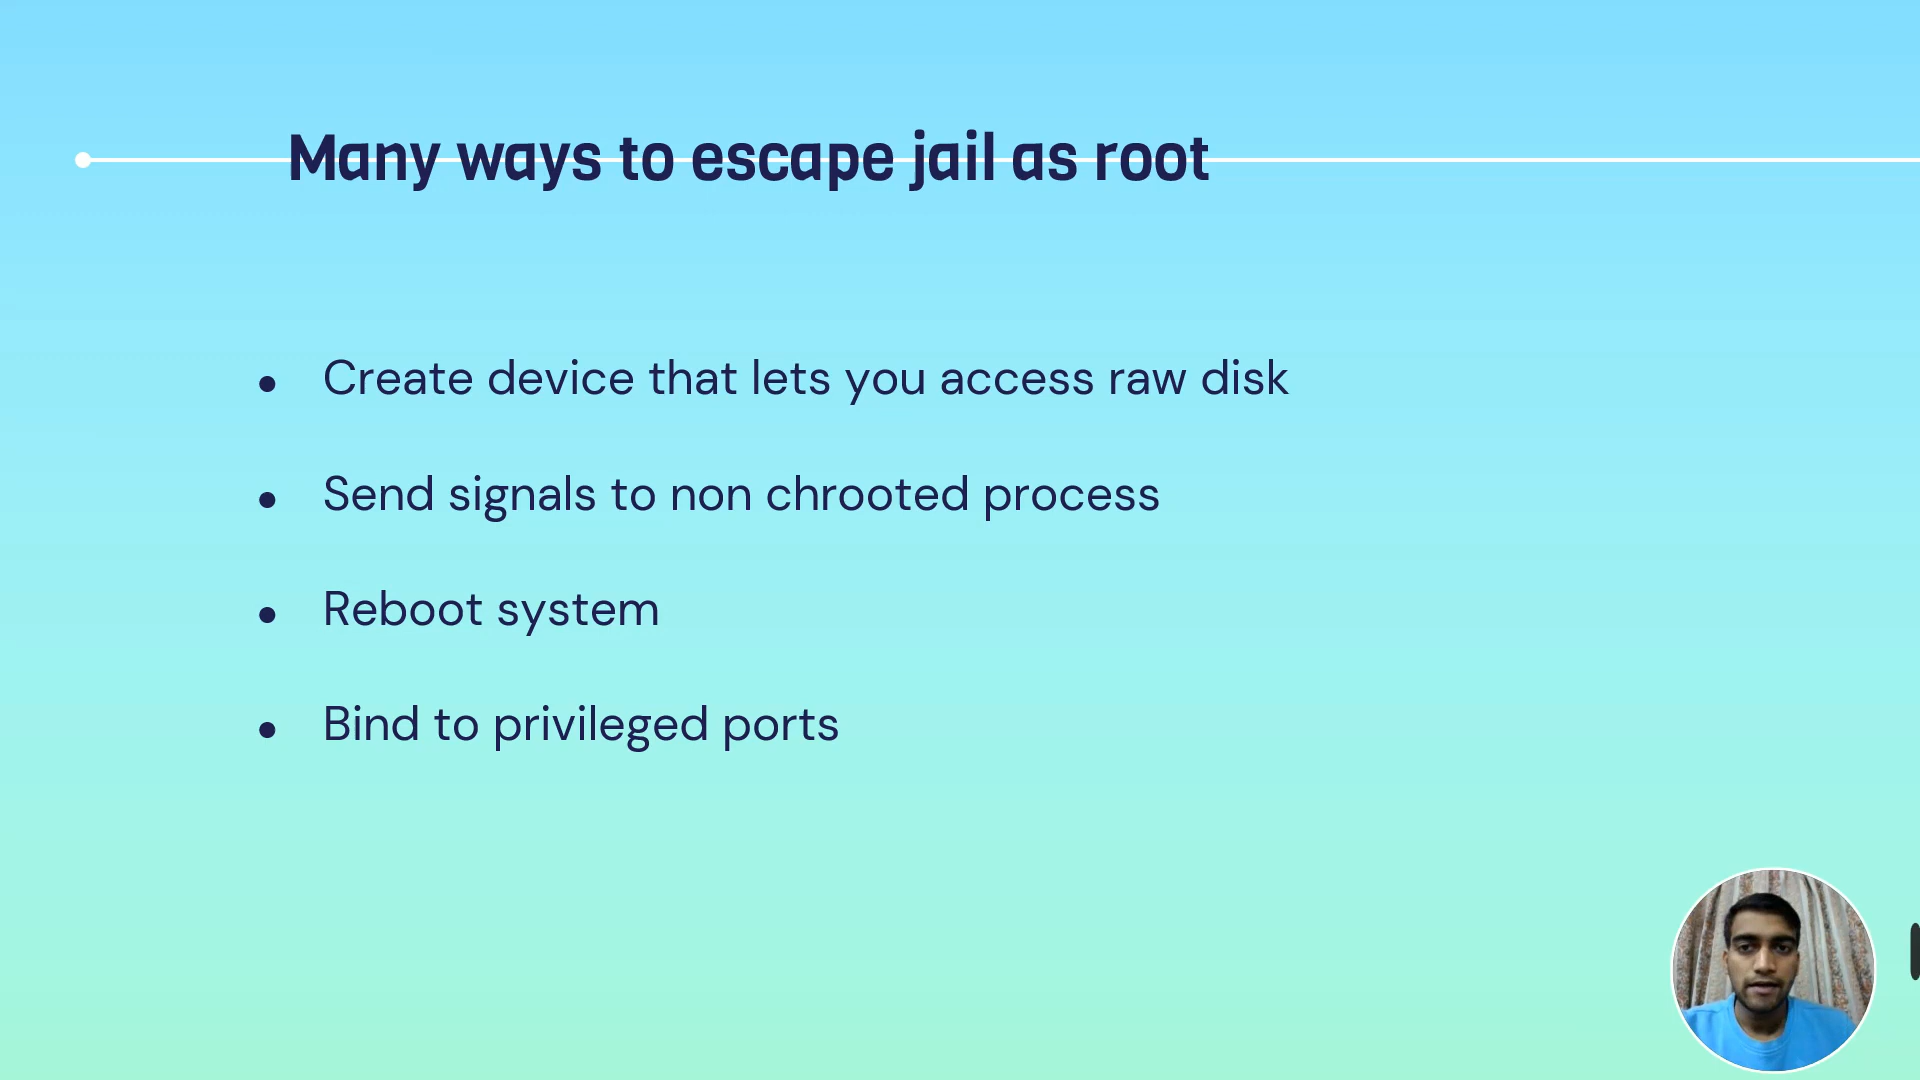 Many ways to escape jail as root
● Create device that lets you access raw disk
● Send signals to non chrooted process
● Reboot system
● Bind to privileged ports